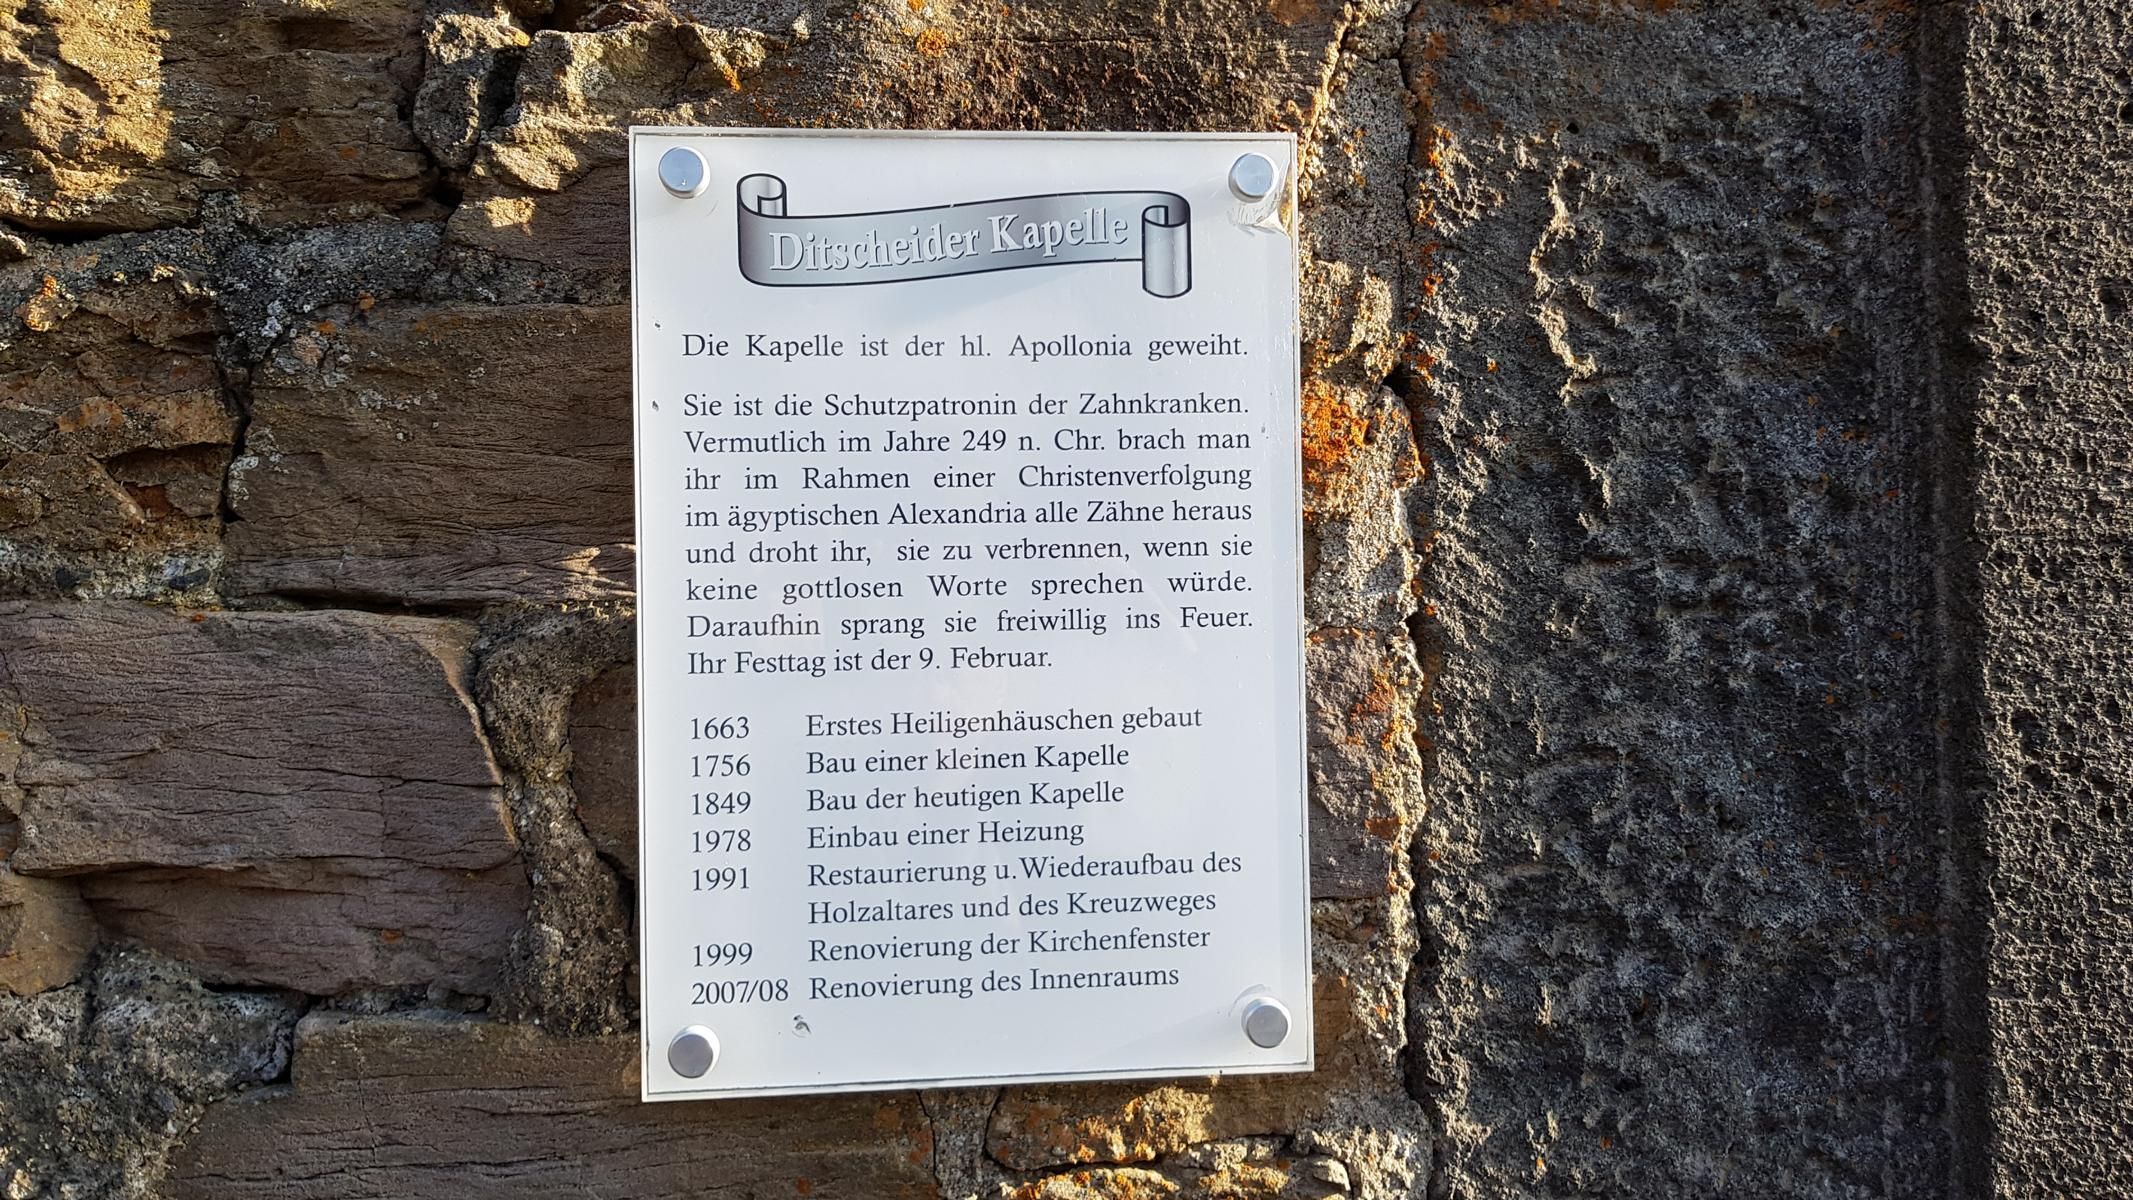 Ditscheider Kapelle
Die Kapelle ist der hl. Apollonia geweiht.
Sie ist die Schutzpatronin der Zahnkranken.
Vermutlich im Jahre 249 n. Chr. brach man
ihr im Rahmen einer Christenverfolgung
im ägyptischen Alexandria alle Zähne heraus
und droht ihr, sie zu verbrennen, wenn sie
keine gottlosen Worte sprechen würde.
Daraufhin sprang sie freiwillig ins Feuer.
Ihr Festtag ist der 9. Februar.
1663 Erstes Heiligenhäuschen gebaut
1756 Bau einer kleinen Kapelle
1849 Bau der heutigen Kapelle
1978 Einbau einer Heizung
1991 Restaurierung u. Wiederaufbau des
Holzaltares und des Kreuzweges
1999 Renovierung der Kirchenfenster
2007/08 Renovierung des Innenraums